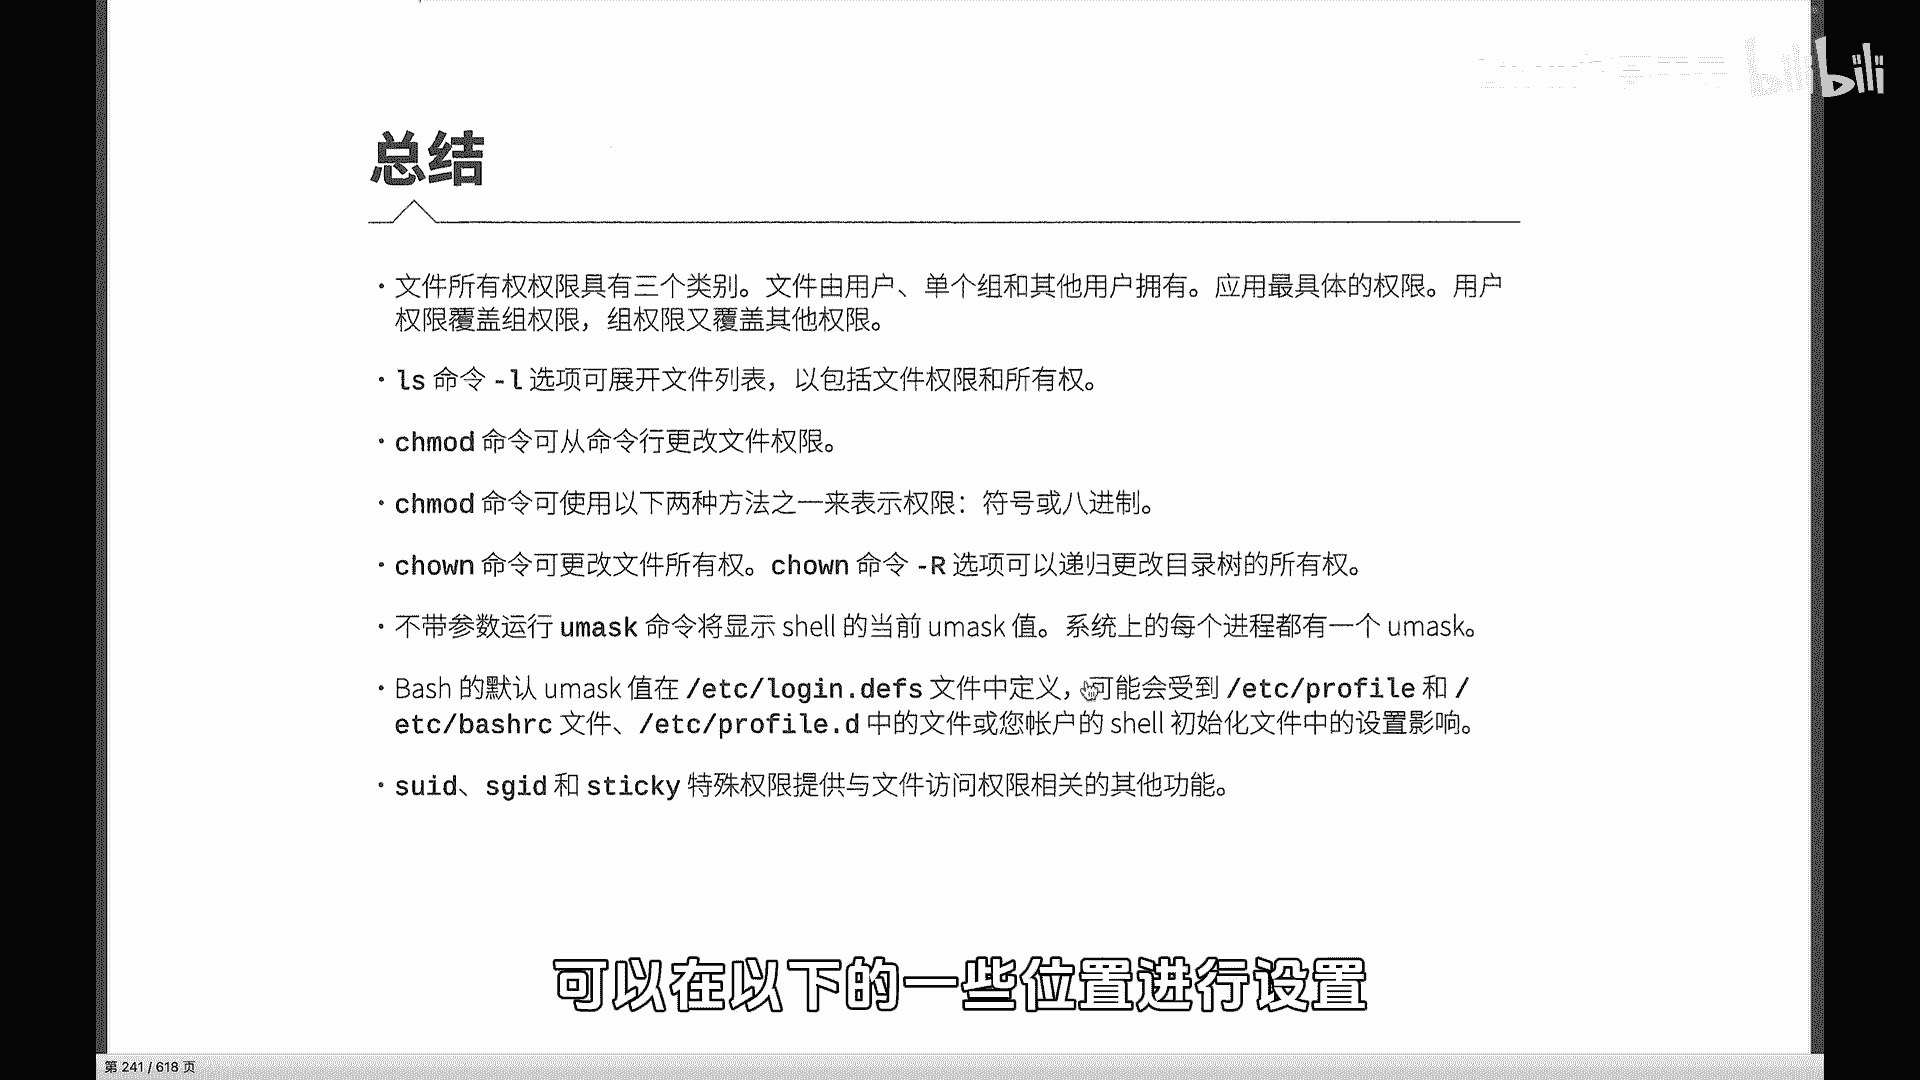 bilibili
总结
• 文件所有权权限具有三个类别。文件由用户、单个组和其他用户拥有。应用最具体的权限。用户
权限覆盖组权限，组权限又覆盖其他权限。
• ls 命令 -l 选项可展开文件列表，以包括文件权限和所有权。
• chmod 命令可从命令行更改文件权限。
• chmod 命令可使用以下两种方法之一来表示权限：符号或八进制。
• chown 命令可更改文件所有权。chown 命令 -R 选项可以递归更改目录树的所有权。
• 不带参数运行 umask 命令将显示 shell 的当前 umask 值。系统上的每个进程都有一个 umask。
• Bash 的默认 umask 值在 /etc/login.defs 文件中定义，可能会受到 /etc/profile 和 /
etc/bashrc 文件、/etc/profile.d 中的文件或您帐户的 shell 初始化文件中的设置影响。
• suid、sgid 和 sticky 特殊权限提供与文件访问权限相关的其他功能。
可以在以下的一些位置进行设置
第 241 / 618 页